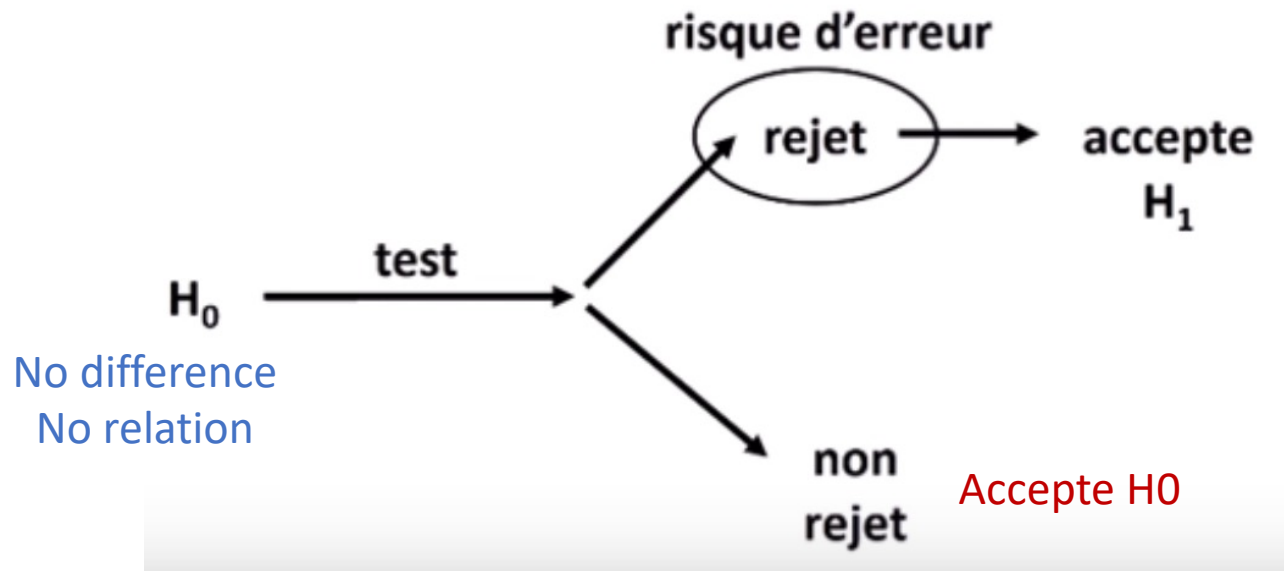 risque d'erreur
rejet
accepte
H₁
test
H₀
No difference
No relation
non
rejet
Accepte H0